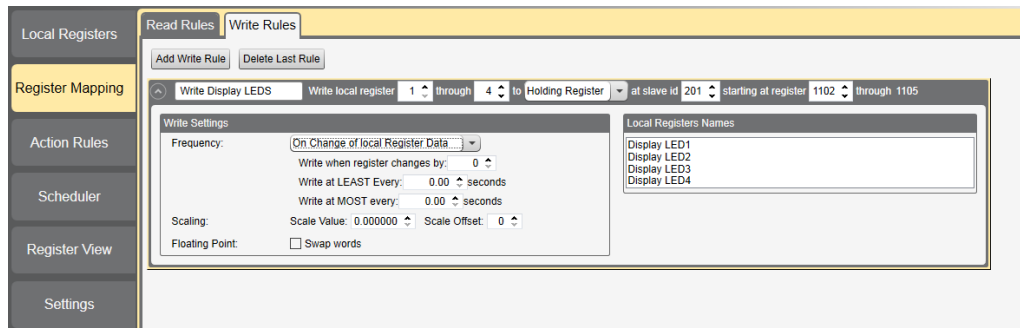 Local Registers
Register Mapping
Action Rules
Scheduler
Register View
Settings
Read Rules Write Rules
Add Write Rule Delete Last Rule
Write Display LEDS Write local register 1 through 4 to Holding Register at slave id 201 starting at register 1102 through 1105
Write Settings
Frequency: On Change of local Register Data
Write when register changes by: 0
Write at LEAST Every: 0.00 seconds
Write at MOST every: 0.00 seconds
Scaling: Scale Value: 0.000000 Scale Offset: 0
Floating Point: Swap words
Local Registers Names
Display LED1
Display LED2
Display LED3
Display LED4